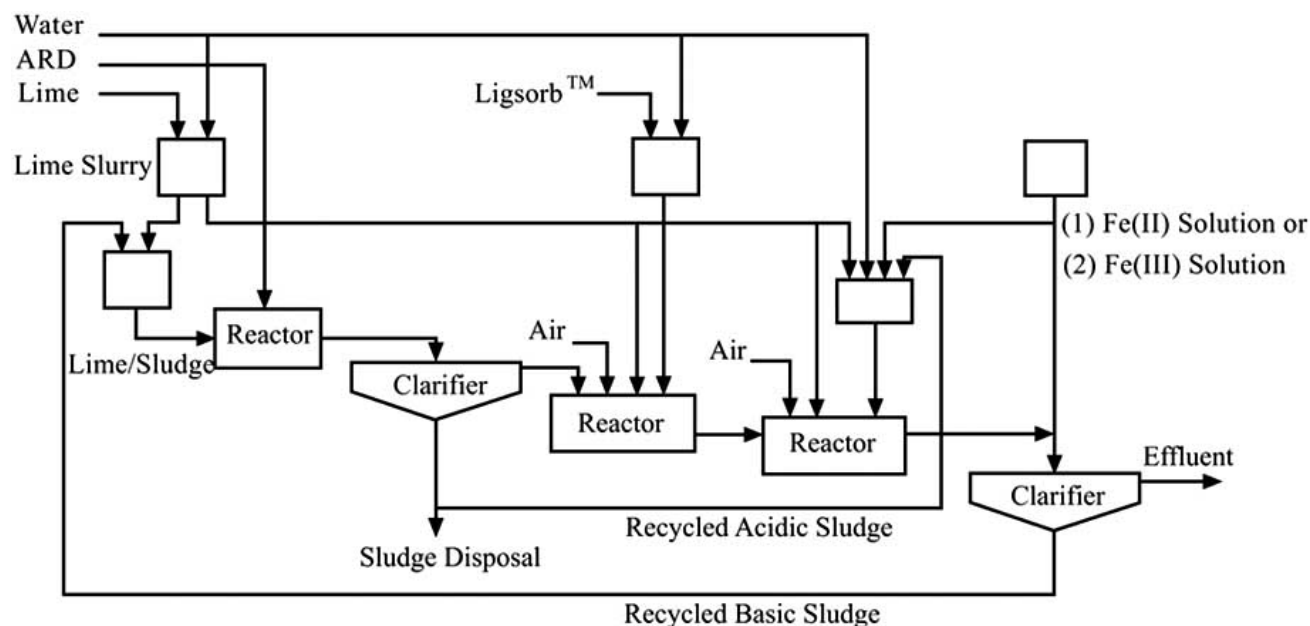 Water
ARD
Lime
Ligsorb™
Lime Slurry
(1) Fe(II) Solution or
(2) Fe(III) Solution
Reactor
Air
Air
Lime/Sludge
Clarifier
Reactor
Reactor
Effluent
Clarifier
Recycled Acidic Sludge
Sludge Disposal
Recycled Basic Sludge